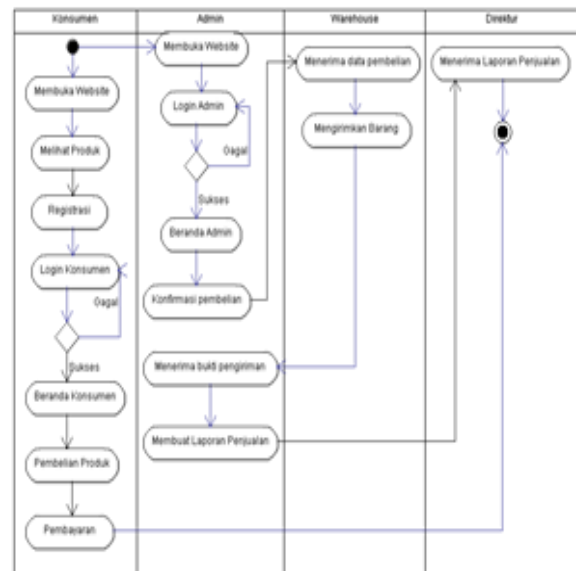 Konsumen
Admin
Warehouse
Direktur
Membuka Website
Melihat Produk
Registrasi
Login Konsumen
Gagal
Sukses
Beranda Konsumen
Pembelian Produk
Pembayaran
Membuka Website
Login Admin
Gagal
Sukses
Beranda Admin
Konfirmasi pembelian
Menerima bukti pengiriman
Membuat Laporan Penjualan
Menerima data pembelian
Mengirimkan Barang
Menerima Laporan Penjualan